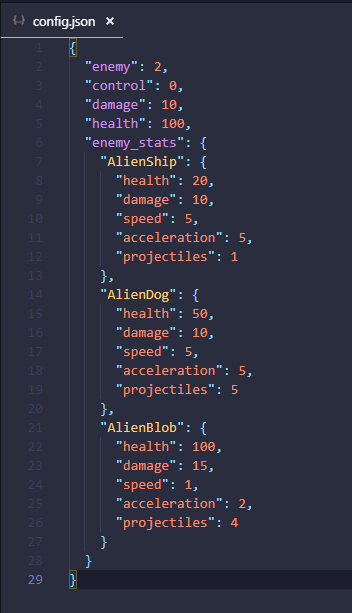 config.json
1 {
2 "enemy": 2,
3 "control": 0,
4 "damage": 10,
5 "health": 100,
6 "enemy_stats": {
7 "AlienShip": {
8 "health": 20,
9 "damage": 10,
10 "speed": 5,
11 "acceleration": 5,
12 "projectiles": 1
13 },
14 "AlienDog": {
15 "health": 50,
16 "damage": 10,
17 "speed": 5,
18 "acceleration": 5,
19 "projectiles": 5
20 },
21 "AlienBlob": {
22 "health": 100,
23 "damage": 15,
24 "speed": 1,
25 "acceleration": 2,
26 "projectiles": 4
27 }
28 }
29 }